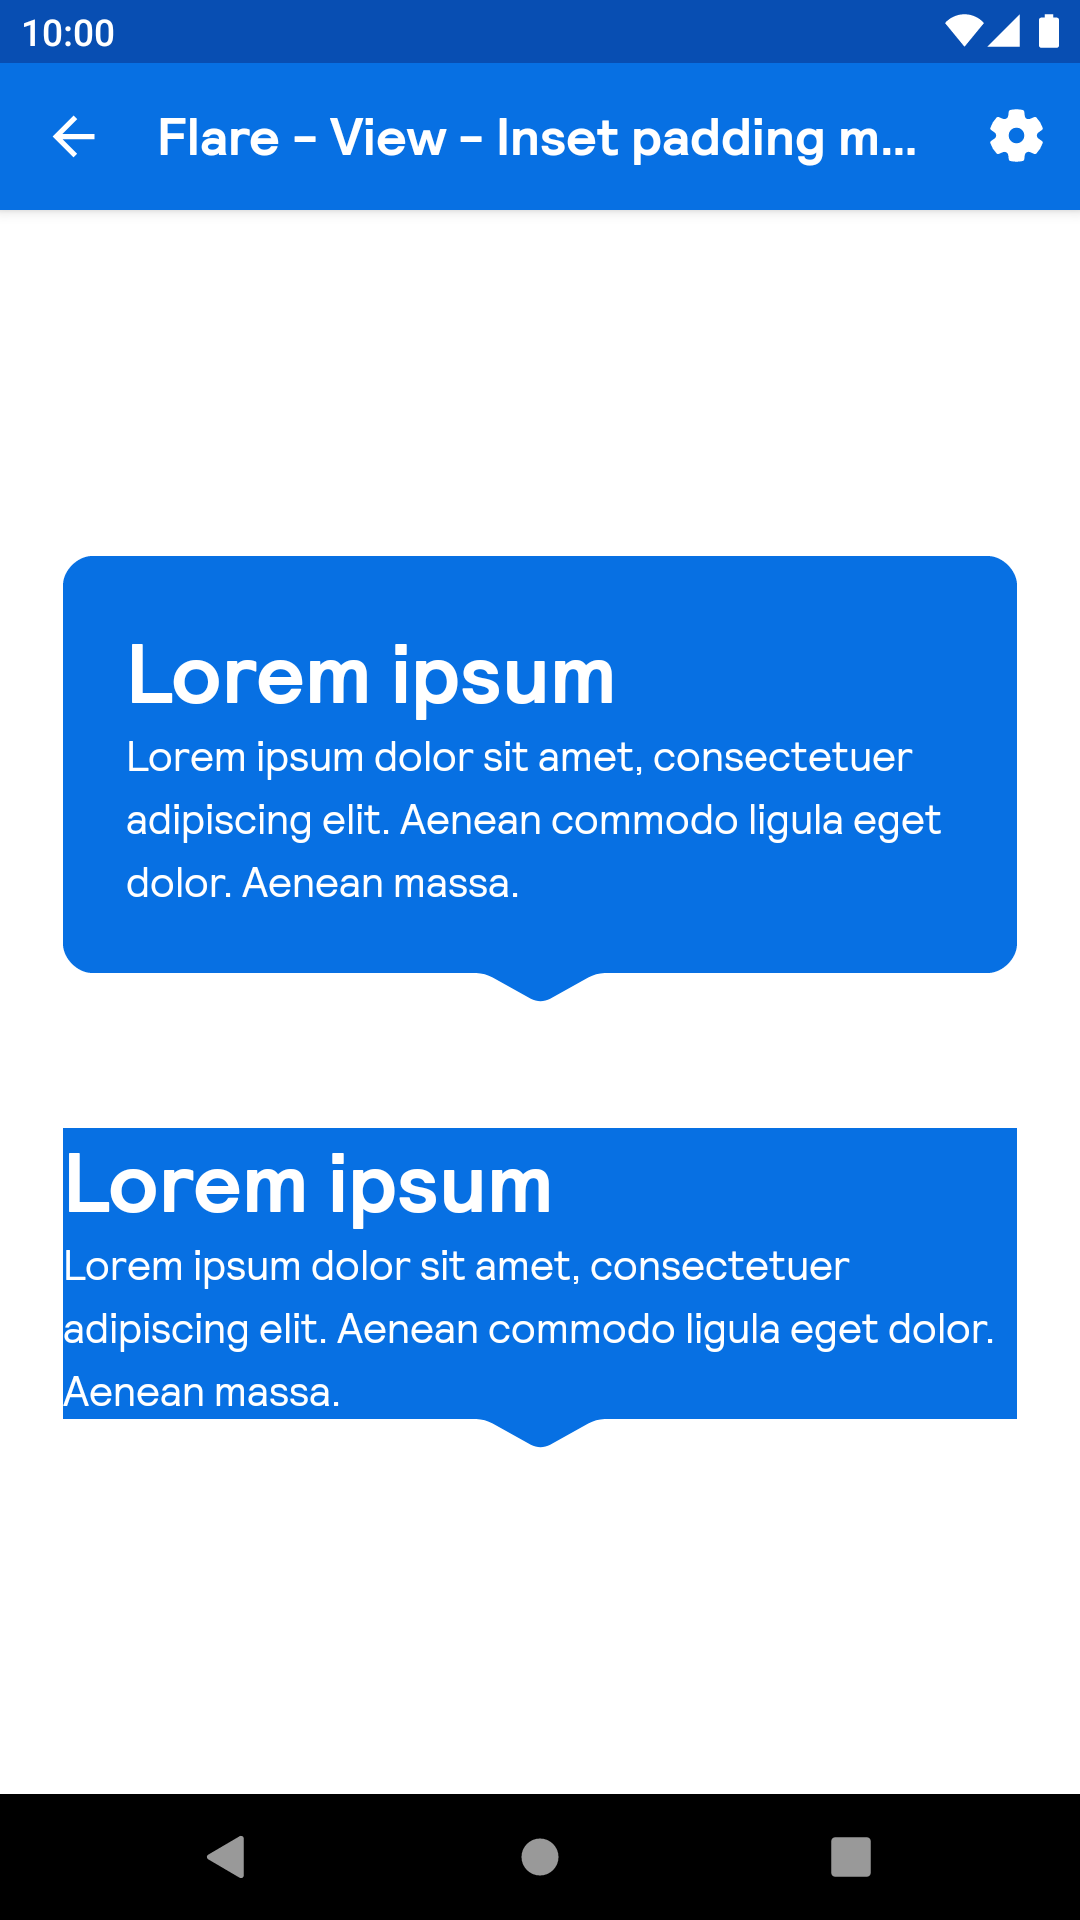 10:00
Flare - View - Inset padding m...
Lorem ipsum
Lorem ipsum dolor sit amet, consectetuer
adipiscing elit. Aenean commodo ligula eget
dolor. Aenean massa.
Lorem ipsum
Lorem ipsum dolor sit amet, consectetuer
adipiscing elit. Aenean commodo ligula eget dolor.
Aenean massa.